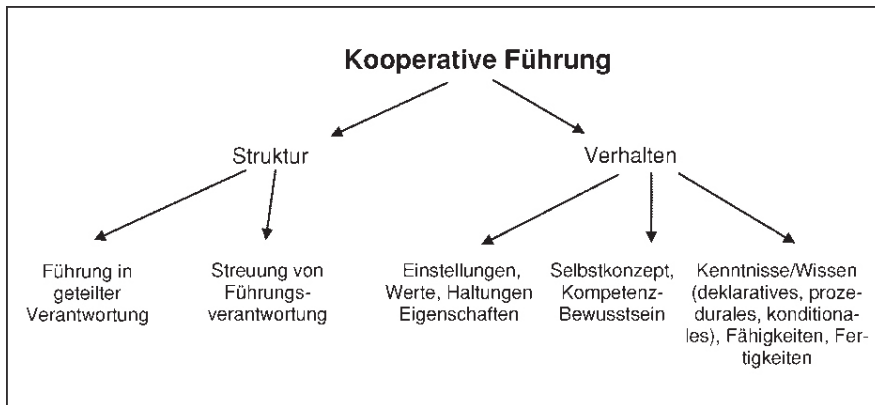 Kooperative Führung
Struktur
Verhalten
Führung in
geteilter
Verantwortung
Streuung von
Führungs-
verantwortung
Einstellungen,
Werte, Haltungen
Eigenschaften
Selbstkonzept,
Kompetenz-
Bewusstsein
Kenntnisse/Wissen
(deklaratives, proze-
durales, konditiona-
les), Fähigkeiten, Fer-
tigkeiten